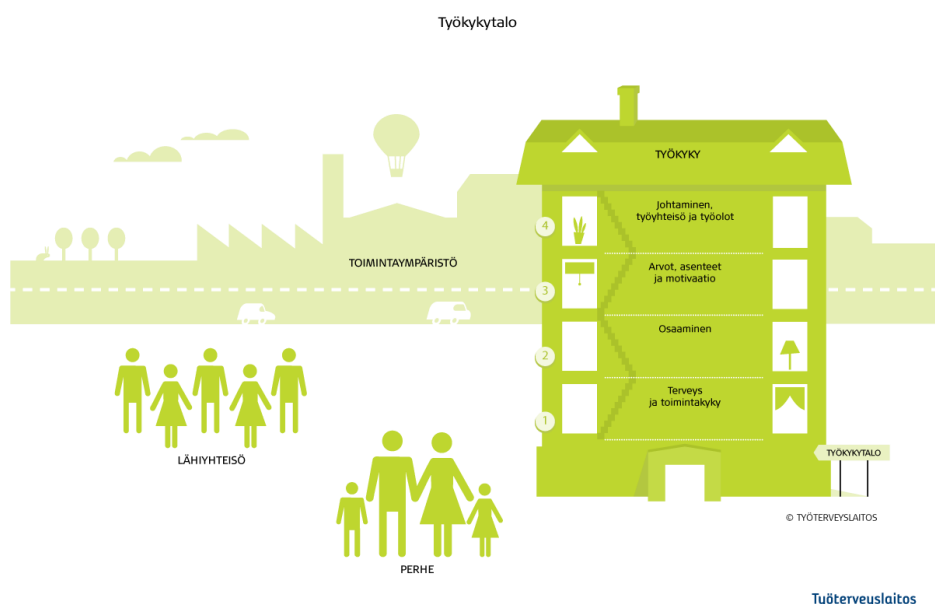 Työkykytalo
TYÖKYKY
4
Johtaminen,
työyhteisö ja työolot
TOIMINTAYMPÄRISTÖ
3
Arvot, asenteet
ja motivaatio
2
Osaaminen
1
Terveys
ja toimintakyky
LÄHIYHTEISÖ
TYÖKYKYTALO
PERHE
© TYÖTERVEYSLAITOS
Työterveyslaitos